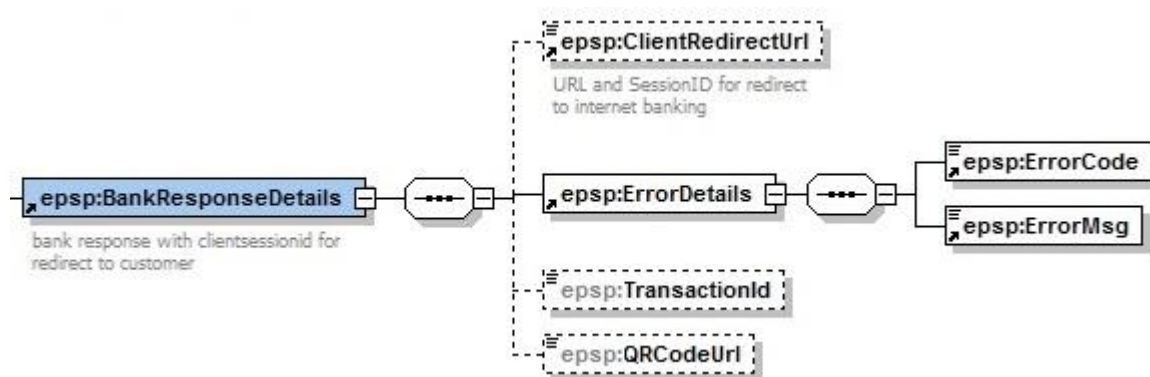 epsp:ClientRedirectUrl
URL and SessionID for redirect
to internet banking
epsp:BankResponseDetails
bank response with clientsessionid for
redirect to customer
epsp:ErrorDetails
epsp:ErrorCode
epsp:ErrorMsg
epsp:TransactionId
epsp:QRCodeUrl